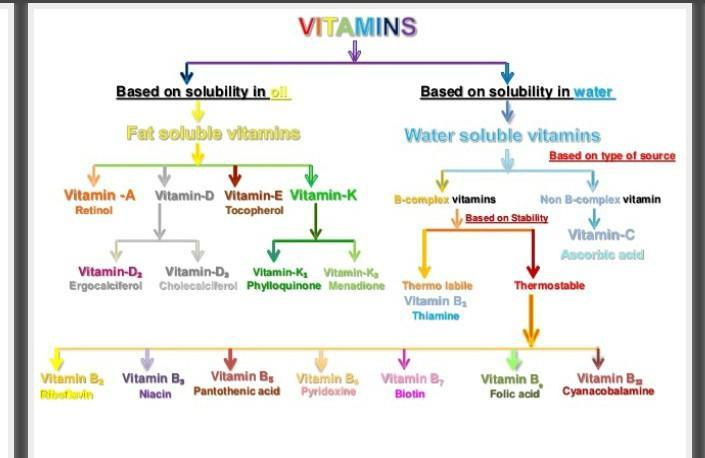 VITAMINS
Based on solubility in oil
Based on solubility in water
Fat soluble vitamins
Water soluble vitamins
Based on type of source
Vitamin -A
Retinol
Vitamin-D
Vitamin-E
Tocopherol
Vitamin-K
B-complex vitamins
Non B-complex vitamin
Based on Stability
Vitamin-C
Ascorbic acid
Vitamin-D₂
Ergocalciferol
Vitamin-D₃
Cholecalciferol
Vitamin-K₁
Phylloquinone
Vitamin-K₃
Menadione
Thermo labile
Vitamin B₁
Thiamine
Thermostable
Vitamin B₂
Riboflavin
Vitamin B₃
Niacin
Vitamin B₅
Pantothenic acid
Vitamin B₆
Pyridoxine
Vitamin B₇
Biotin
Vitamin B₉
Folic acid
Vitamin B₁₂
Cyanacobalamine